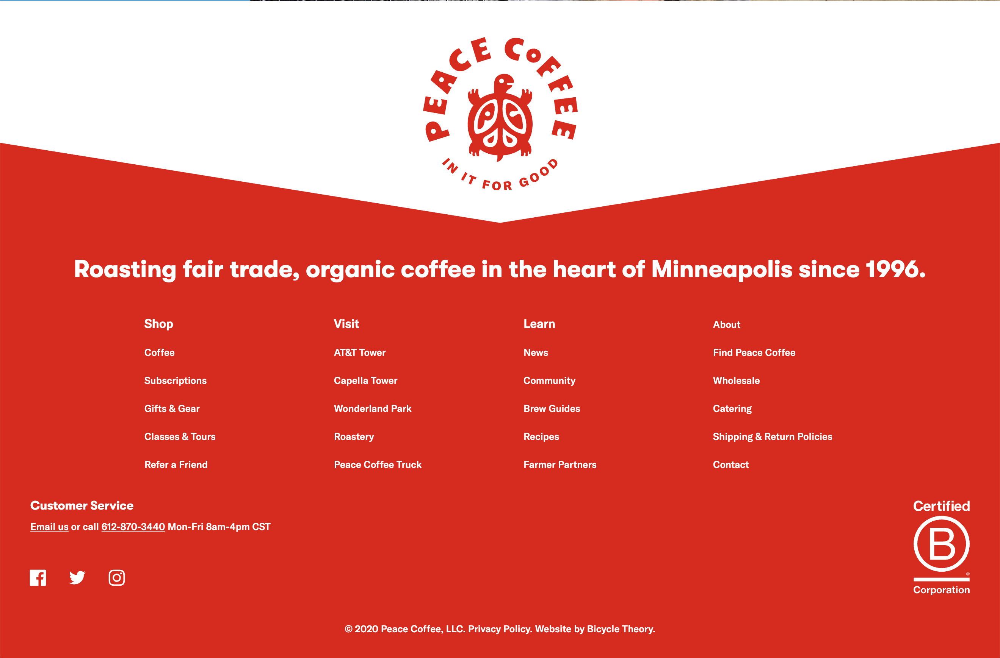 PEACE COFFEE
IN IT FOR GOOD
Roasting fair trade, organic coffee in the heart of Minneapolis since 1996.
Shop
Coffee
Subscriptions
Gifts & Gear
Classes & Tours
Refer a Friend
Visit
AT&T Tower
Capella Tower
Wonderland Park
Roastery
Peace Coffee Truck
Learn
News
Community
Brew Guides
Recipes
Farmer Partners
About
Find Peace Coffee
Wholesale
Catering
Shipping & Return Policies
Contact
Customer Service
Email us or call 612-870-3440 Mon-Fri 8am-4pm CST
Certified
B
®
Corporation
© 2020 Peace Coffee, LLC. Privacy Policy. Website by Bicycle Theory.